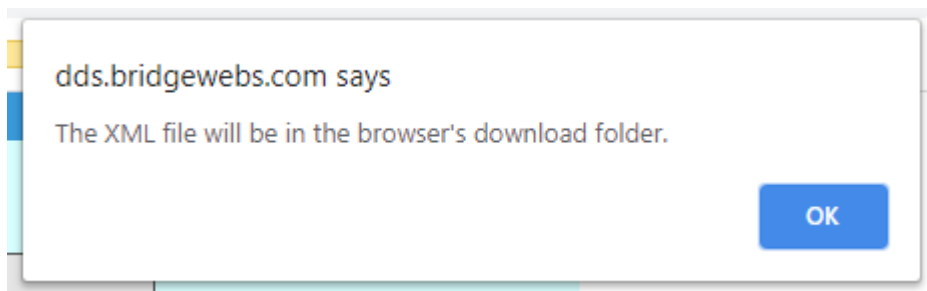 dds.bridgewebs.com says
The XML file will be in the browser's download folder.
OK